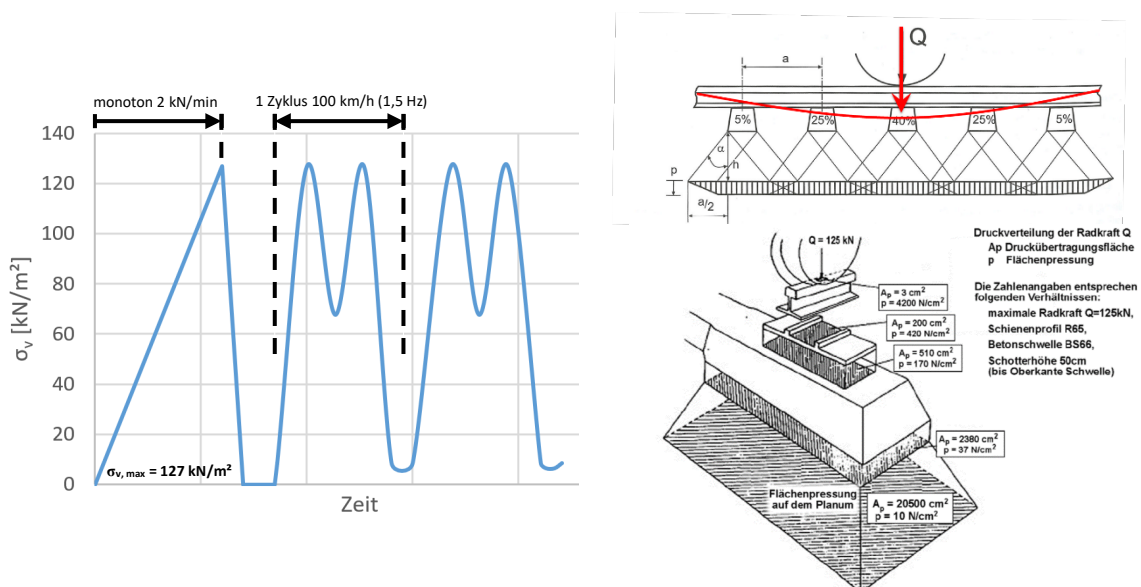 monoton 2 kN/min
1 Zyklus 100 km/h (1,5 Hz)
140
120
100
80
60
40
20
0
σv [kN/m²]
σv, max = 127 kN/m²
Zeit
Q
a
5%
25%
40%
25%
5%
α
h
p
a/2
Q = 125 kN
Ap = 3 cm²
p = 4200 N/cm²
Ap = 200 cm²
p = 420 N/cm²
Ap = 510 cm²
p = 170 N/cm²
Ap = 2380 cm²
p = 37 N/cm²
Flächenpressung
auf dem Planum
Ap = 20500 cm²
p = 10 N/cm²
Druckverteilung der Radkraft Q
Ap Druckübertragungsfläche
p Flächenpressung
Die Zahlenangaben entsprechen
folgenden Verhältnissen:
maximale Radkraft Q=125kN,
Schienenprofil R65,
Betonschwelle BS66,
Schotterhöhe 50cm
(bis Oberkante Schwelle)